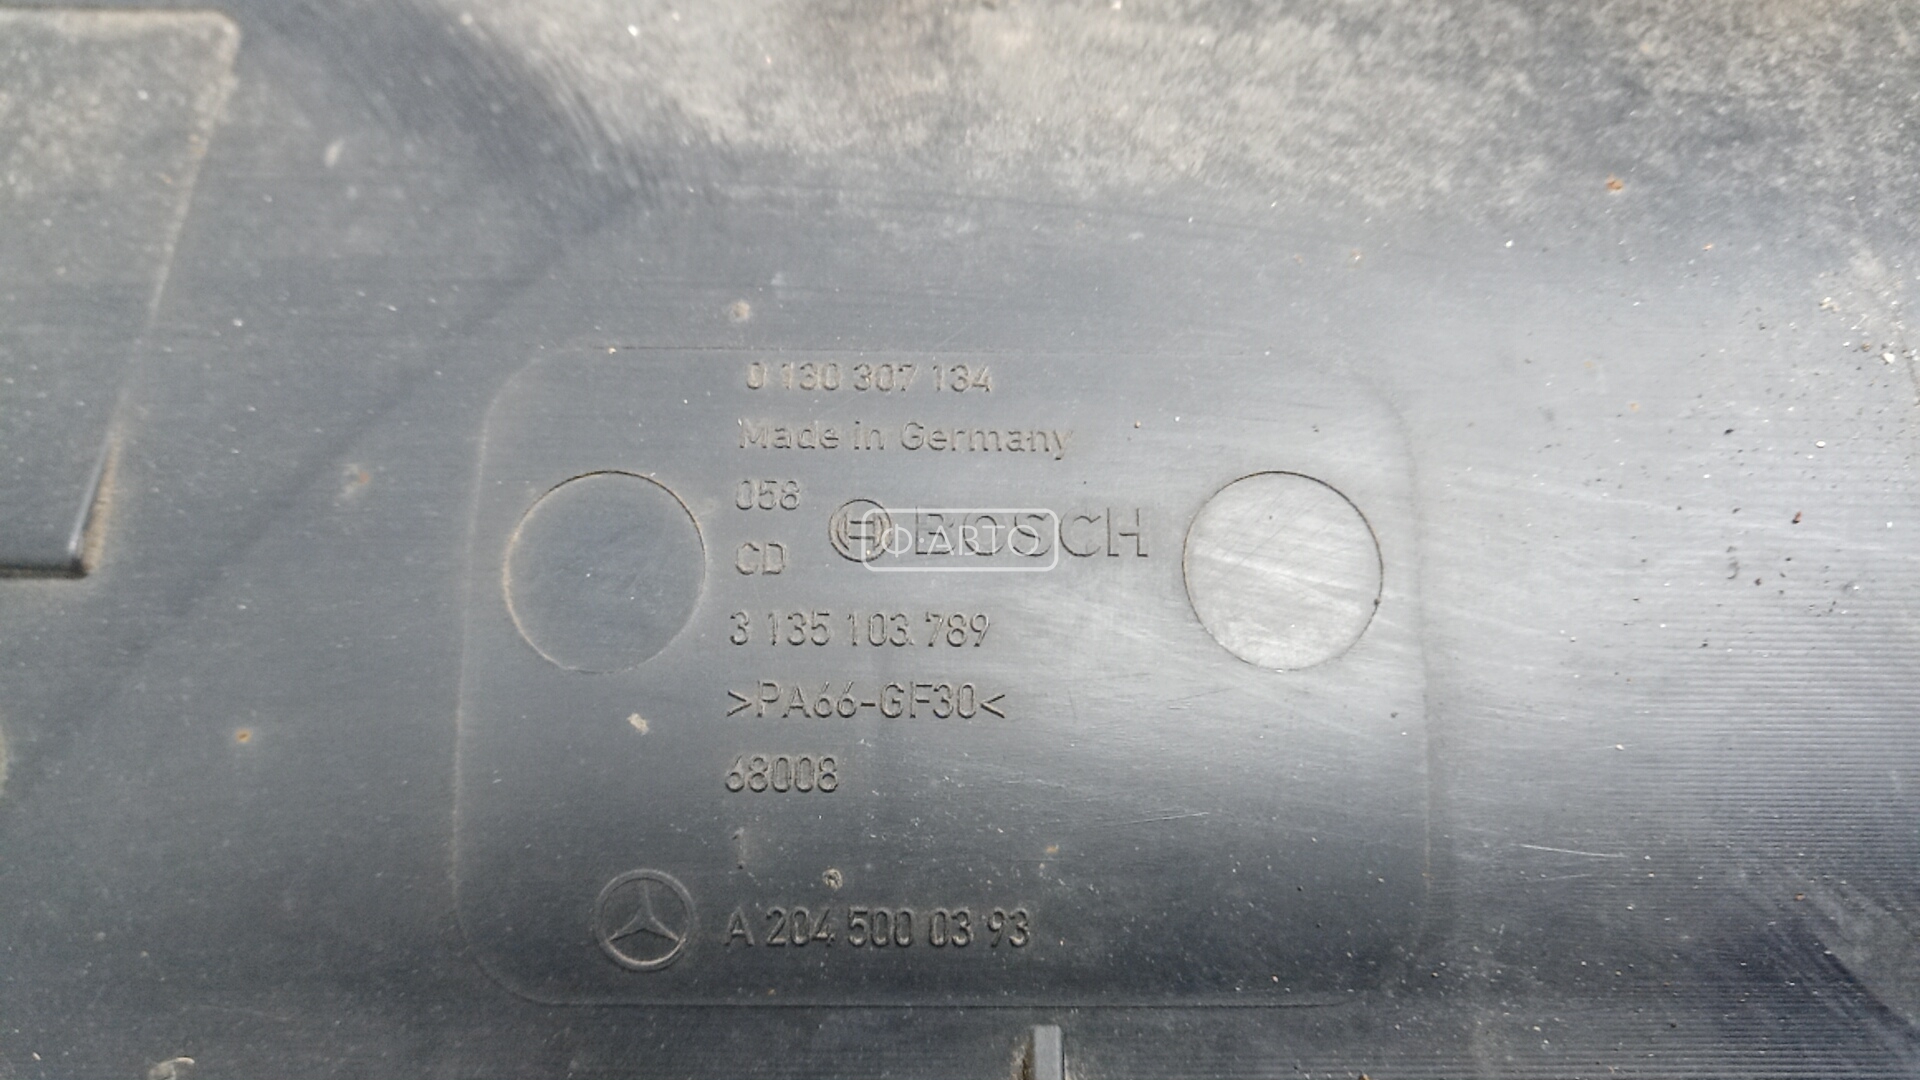 0 130 307 134
Made in Germany
058
BOSCH
Ф·АВТО
CD
3 135 103 789
>PA66-GF30<
68008
1
A 204 500 03 93